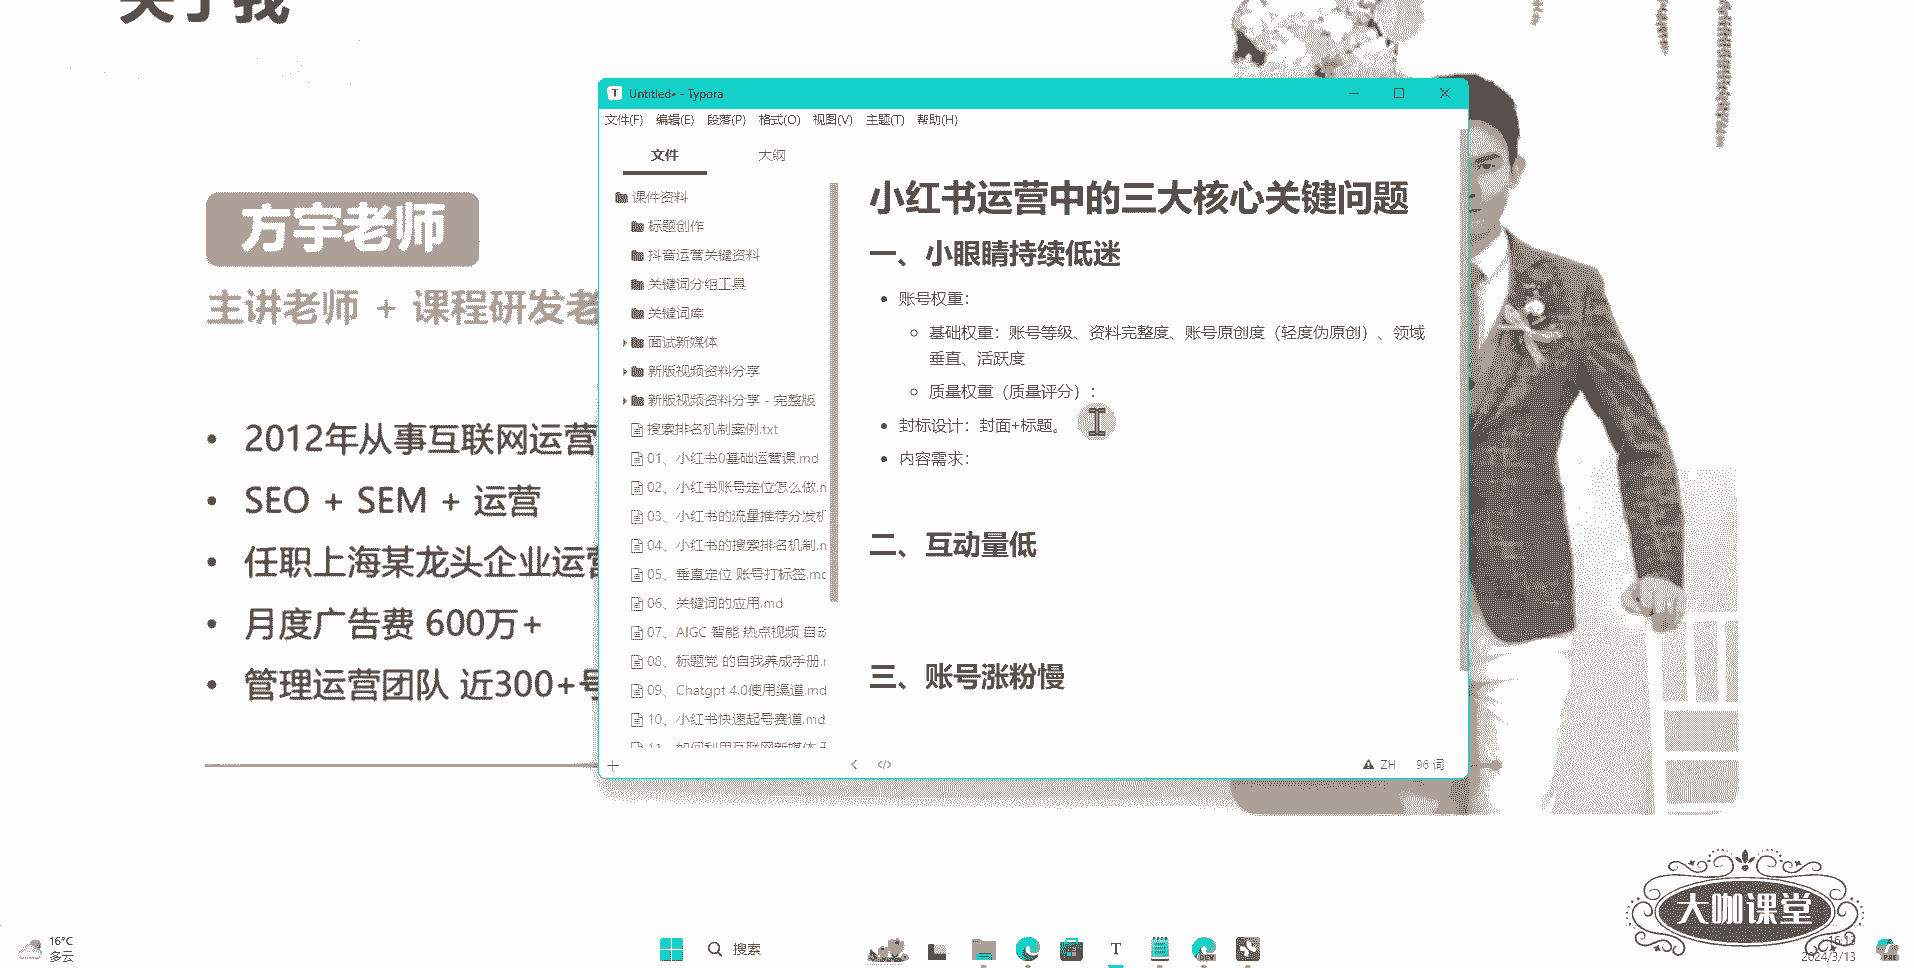 关于我
方宇老师
主讲老师 + 课程研发老
2012年从事互联网运营
SEO + SEM + 运营
任职上海某龙头企业运营
月度广告费 600万+
管理运营团队 近300+号
Untitled• - Typora
文件(F) 编辑(E) 段落(P) 格式(O) 视图(V) 主题(T) 帮助(H)
文件 大纲
课件资料
标题创作
抖音运营关键资料
关键词分组工具
关键词库
面试新媒体
新版视频资料分享
新版视频资料分享 - 完整版
搜索排名机制案例.txt
01、小红书0基础运营课.md
02、小红书账号定位怎么做.m
03、小红书的流量推荐分发机
04、小红书的搜索排名机制.m
05、垂直定位 账号打标签.md
06、关键词的应用.md
07、AIGC 智能 热点视频 自动
08、标题党 的自我养成手册.m
09、Chatgpt 4.0使用渠道.md
10、小红书快速起号赛道.md
11、如何利用互联网新媒体
小红书运营中的三大核心关键问题
一、小眼睛持续低迷
账号权重：
基础权重：账号等级、资料完整度、账号原创度（轻度伪原创）、领域
垂直、活跃度
质量权重（质量评分）：
封标设计：封面+标题。
内容需求：
二、互动量低
三、账号涨粉慢
ZH 96 词
大咖课堂
16°C
多云
搜索
2024/3/13